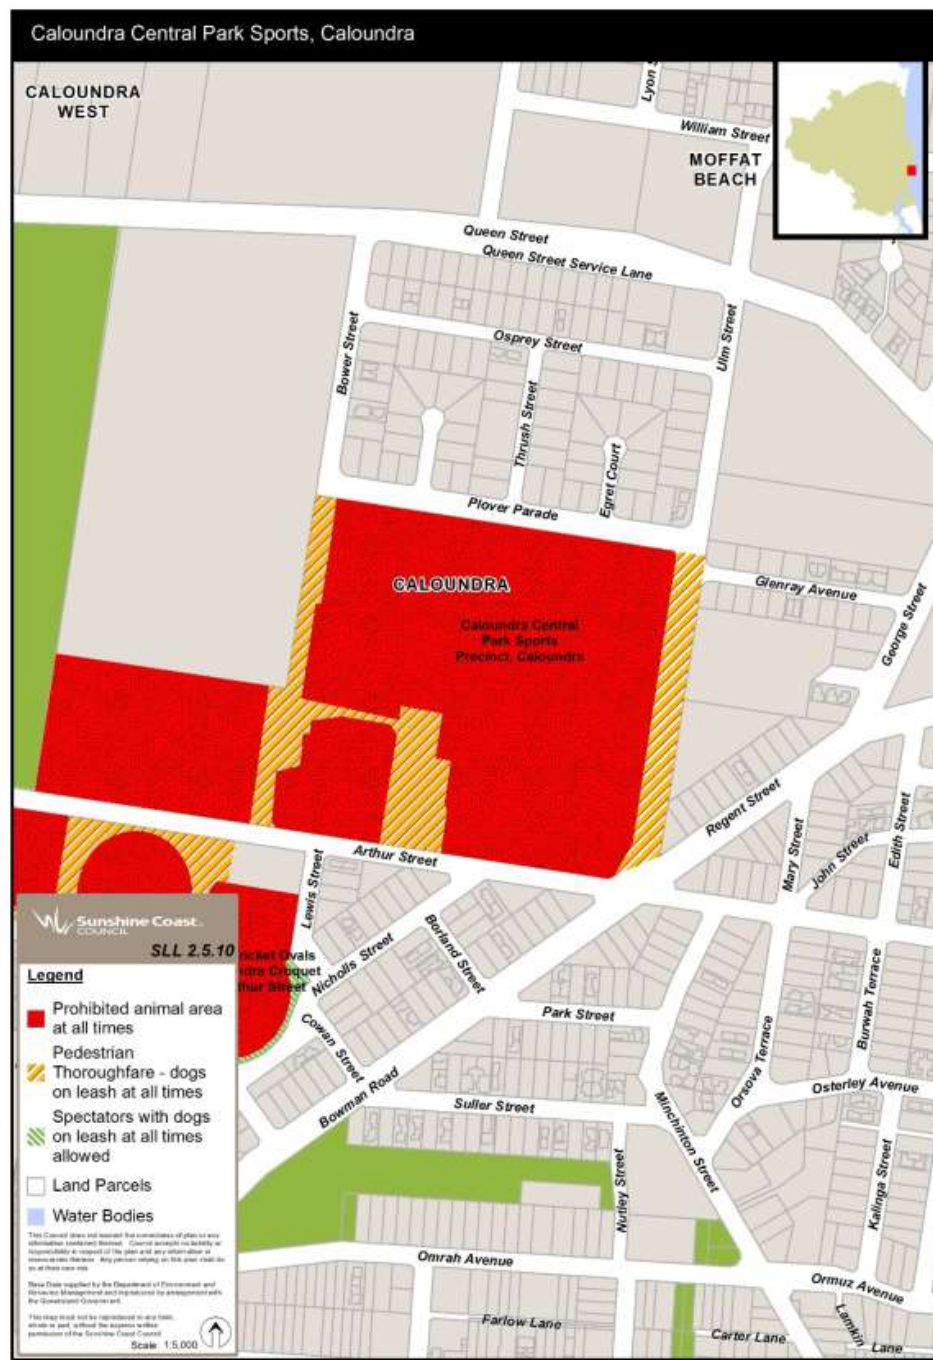 Caloundra Central Park Sports, Caloundra
CALOUNDRA
WEST
William Street
MOFFAT
BEACH
Queen Street
Queen Street Service Lane
Bower Street
Osprey Street
Ulm Street
Thrush Street
Egret Court
Plover Parade
CALOUNDRA
Glenray Avenue
Caloundra Central
Park Sports
Precinct, Caloundra
George Street
Regent Street
Arthur Street
Mary Street
John Street
Edith Street
Lewis Street
Nicholls Street
Borland Street
Park Street
Burwah Terrace
Cowan Street
Bowman Road
Orsova Terrace
Osterley Avenue
Suller Street
Minchinton Street
Nutley Street
Kalinga Street
Omrah Avenue
Ormuz Avenue
Farlow Lane
Carter Lane
Lamkin
Lane
Sunshine Coast
COUNCIL
SLL 2.5.10
Legend
Prohibited animal area
at all times
Pedestrian
Thoroughfare - dogs
on leash at all times
Spectators with dogs
on leash at all times
allowed
Land Parcels
Water Bodies
Scale 1:5,000